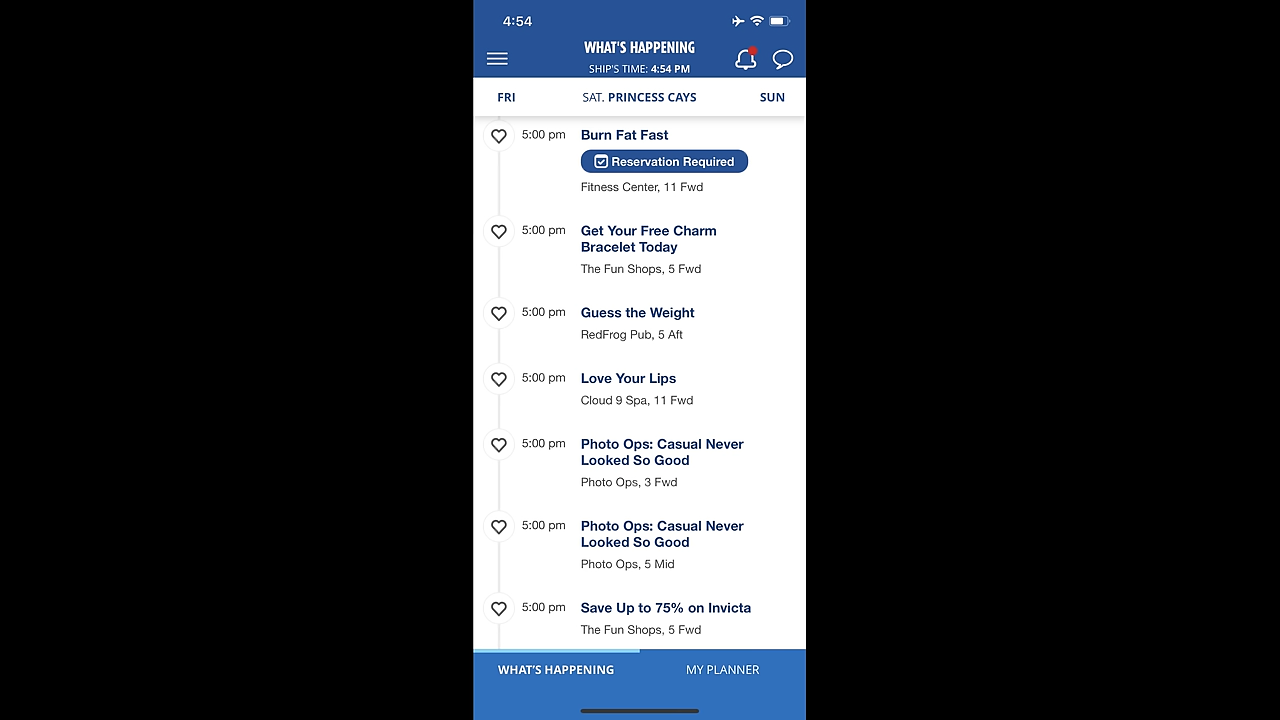 4:54
WHAT'S HAPPENING
SHIP'S TIME: 4:54 PM
FRI
SAT. PRINCESS CAYS
SUN
5:00 pm
Burn Fat Fast
Reservation Required
Fitness Center, 11 Fwd
5:00 pm
Get Your Free Charm
Bracelet Today
The Fun Shops, 5 Fwd
5:00 pm
Guess the Weight
RedFrog Pub, 5 Aft
5:00 pm
Love Your Lips
Cloud 9 Spa, 11 Fwd
5:00 pm
Photo Ops: Casual Never
Looked So Good
Photo Ops, 3 Fwd
5:00 pm
Photo Ops: Casual Never
Looked So Good
Photo Ops, 5 Mid
5:00 pm
Save Up to 75% on Invicta
The Fun Shops, 5 Fwd
WHAT'S HAPPENING
MY PLANNER